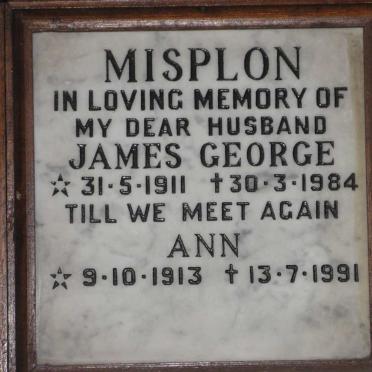 MISPLON
IN LOVING MEMORY OF
MY DEAR HUSBAND
JAMES GEORGE
☆ 31·5·1911 †30·3·1984
TILL WE MEET AGAIN
ANN
☆ 9·10·1913 † 13·7·1991